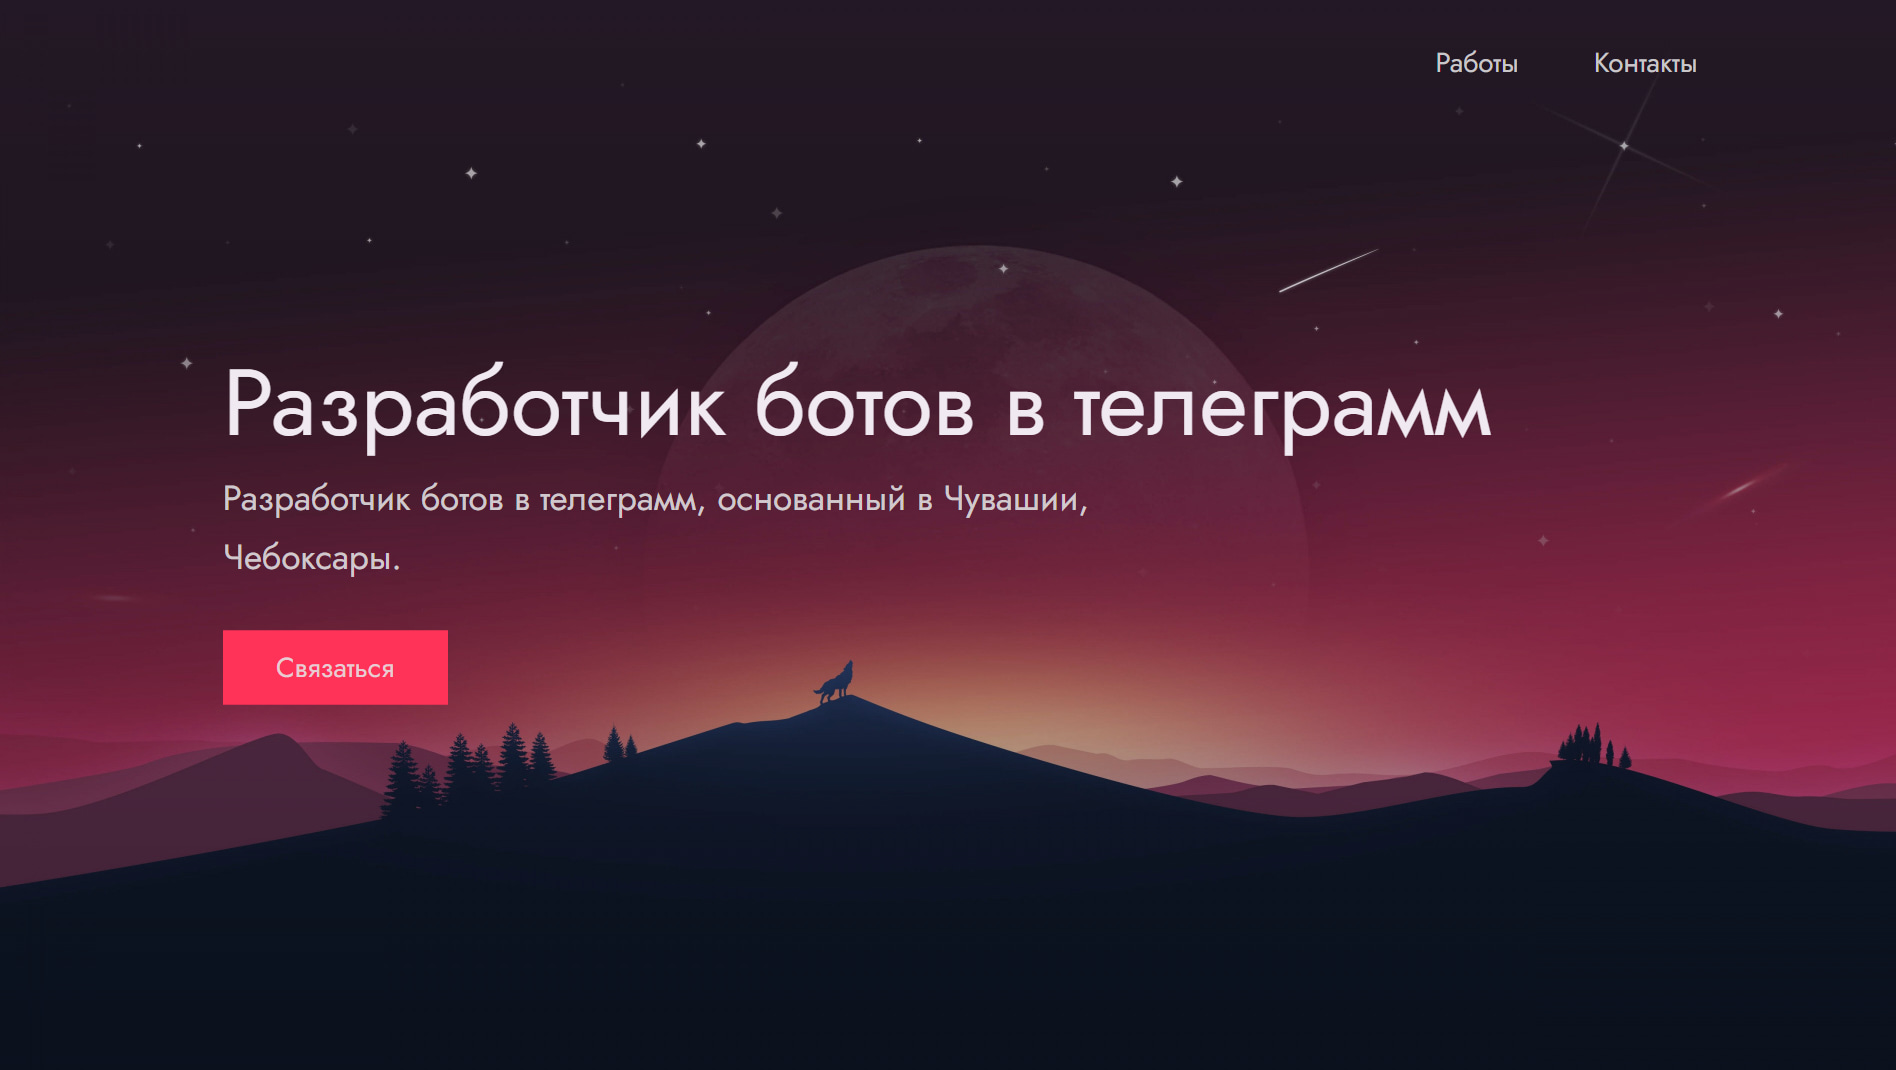 Работы Контакты
Разработчик ботов в телеграмм
Разработчик ботов в телеграмм, основанный в Чувашии,
Чебоксары.
Связаться